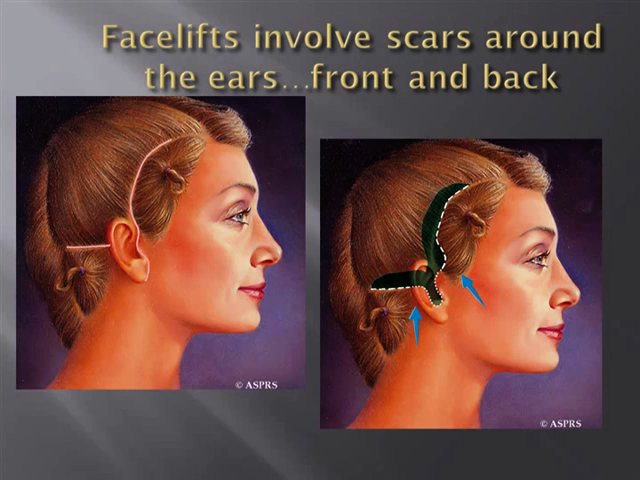 Facelifts involve scars around
the ears…front and back
© ASPRS
© ASPRS